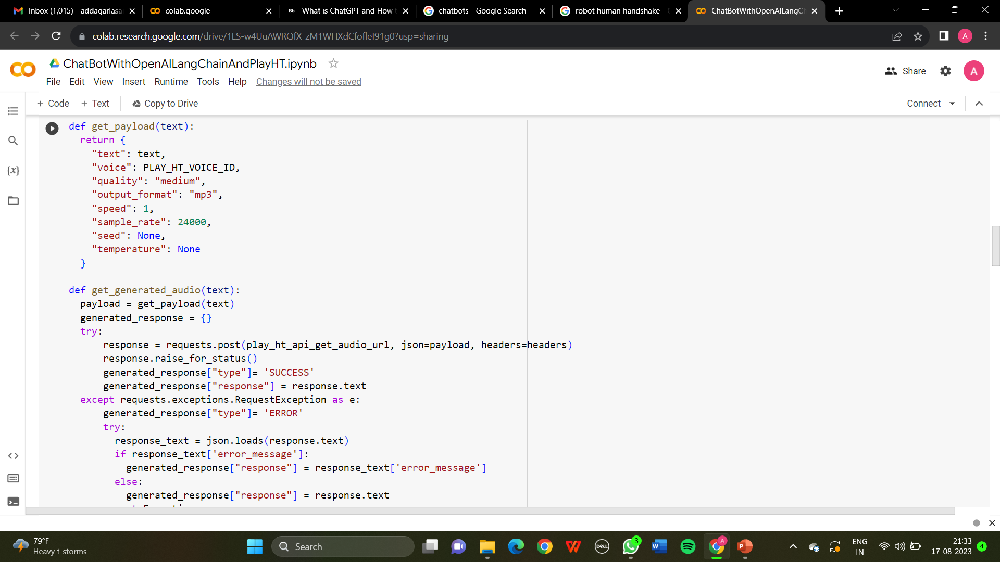 Inbox (1,015) - addagarlasai
colab.google
Bb What is ChatGPT and How t
chatbots - Google Search
robot human handshake -
ChatBotWithOpenAILangCh
colab.research.google.com/drive/1LS-w4UuAWRQfX_zM1WHXdCfofleI91g0?usp=sharing
A
ChatBotWithOpenAILangChainAndPlayHT.ipynb
Share
A
File Edit View Insert Runtime Tools Help Changes will not be saved
+ Code + Text Copy to Drive
Connect
{x}
def get_payload(text):
return {
"text": text,
"voice": PLAY_HT_VOICE_ID,
"quality": "medium",
"output_format": "mp3",
"speed": 1,
"sample_rate": 24000,
"seed": None,
"temperature": None
}
def get_generated_audio(text):
payload = get_payload(text)
generated_response = {}
try:
response = requests.post(play_ht_api_get_audio_url, json=payload, headers=headers)
response.raise_for_status()
generated_response["type"]= 'SUCCESS'
generated_response["response"] = response.text
except requests.exceptions.RequestException as e:
generated_response["type"]= 'ERROR'
try:
response_text = json.loads(response.text)
if response_text['error_message']:
generated_response["response"] = response_text['error_message']
else:
generated_response["response"] = response.text
79°F
Heavy t-storms
Search
DELL
W
3
W
A
P
ENG
IN
21:33
17-08-2023
4